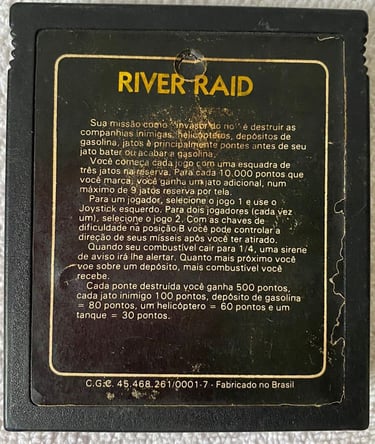 RIVER RAID
Sua missão como "invasor do rio" é destruir as
companhias inimigas, helicópteros, depósitos de
gasolina, jatos e principalmente pontes antes de seu
jato bater ou acabar a gasolina.
Você começa cada jogo com uma esquadra de
três jatos na reserva. Para cada 10.000 pontos que
você marca, você ganha um jato adicional, num
máximo de 9 jatos reserva por tela.
Para um jogador, selecione o jogo 1 e use o
Joystick esquerdo. Para dois jogadores (cada vez
um), selecione o jogo 2. Com as chaves de
dificuldade na posição B você pode controlar a
direção de seus mísseis após você ter atirado.
Quando seu combustível cair para 1/4, uma sirene
de aviso irá lhe alertar. Quanto mais próximo você
voe sobre um depósito, mais combustível você
recebe.
Cada ponte destruída você ganha 500 pontos,
cada jato inimigo 100 pontos, depósito de gasolina
= 80 pontos, um helicóptero = 60 pontos e um
tanque = 30 pontos.
C.G.C. 45.468.261/0001-7 - Fabricado no Brasil